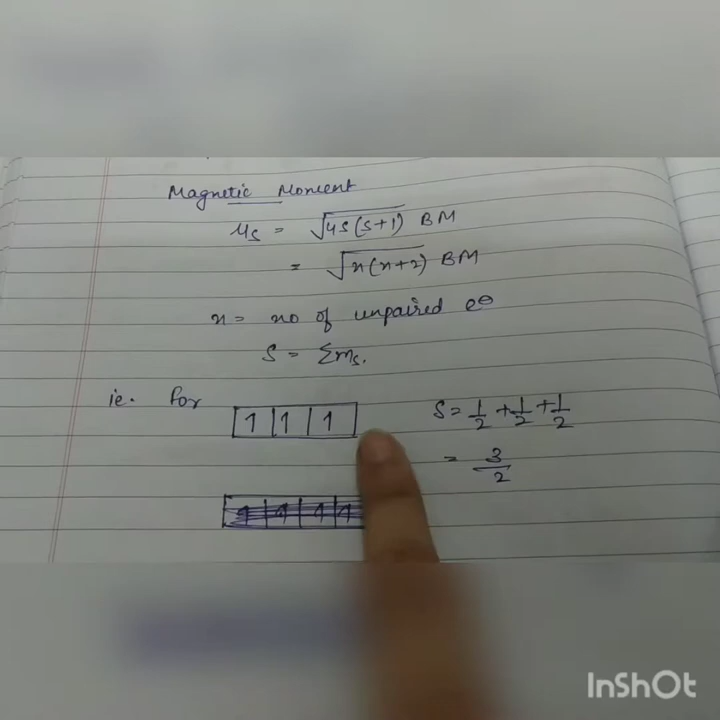 Magnetic Moment
μs = √4s(s+1) BM
= √n(n+2) BM
n = no of unpaired e⊖
S = Σms.
ie. for
1 1 1
S = 1/2 + 1/2 + 1/2
= 3/2
InShOt